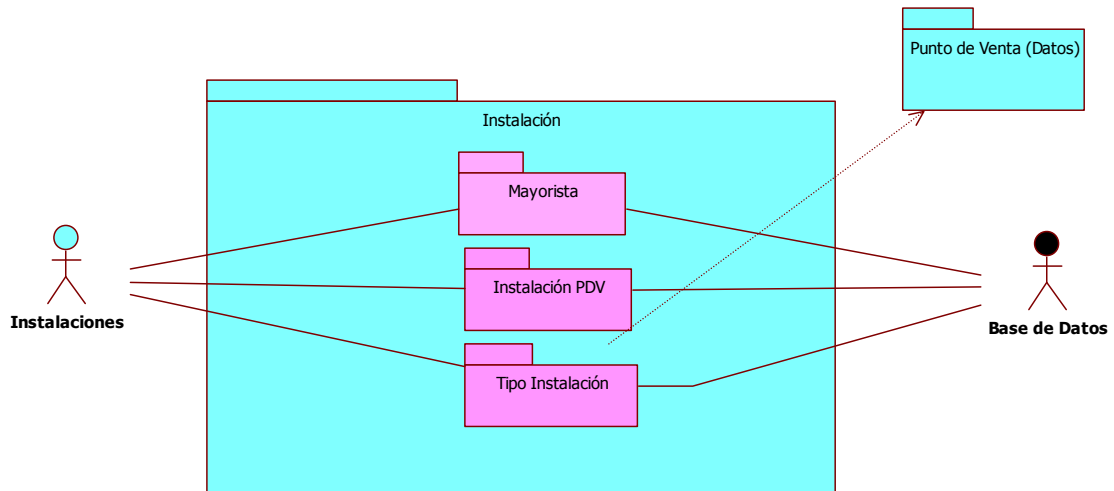 Punto de Venta (Datos)
Instalación
Mayorista
Instalación PDV
Instalaciones
Base de Datos
Tipo Instalación